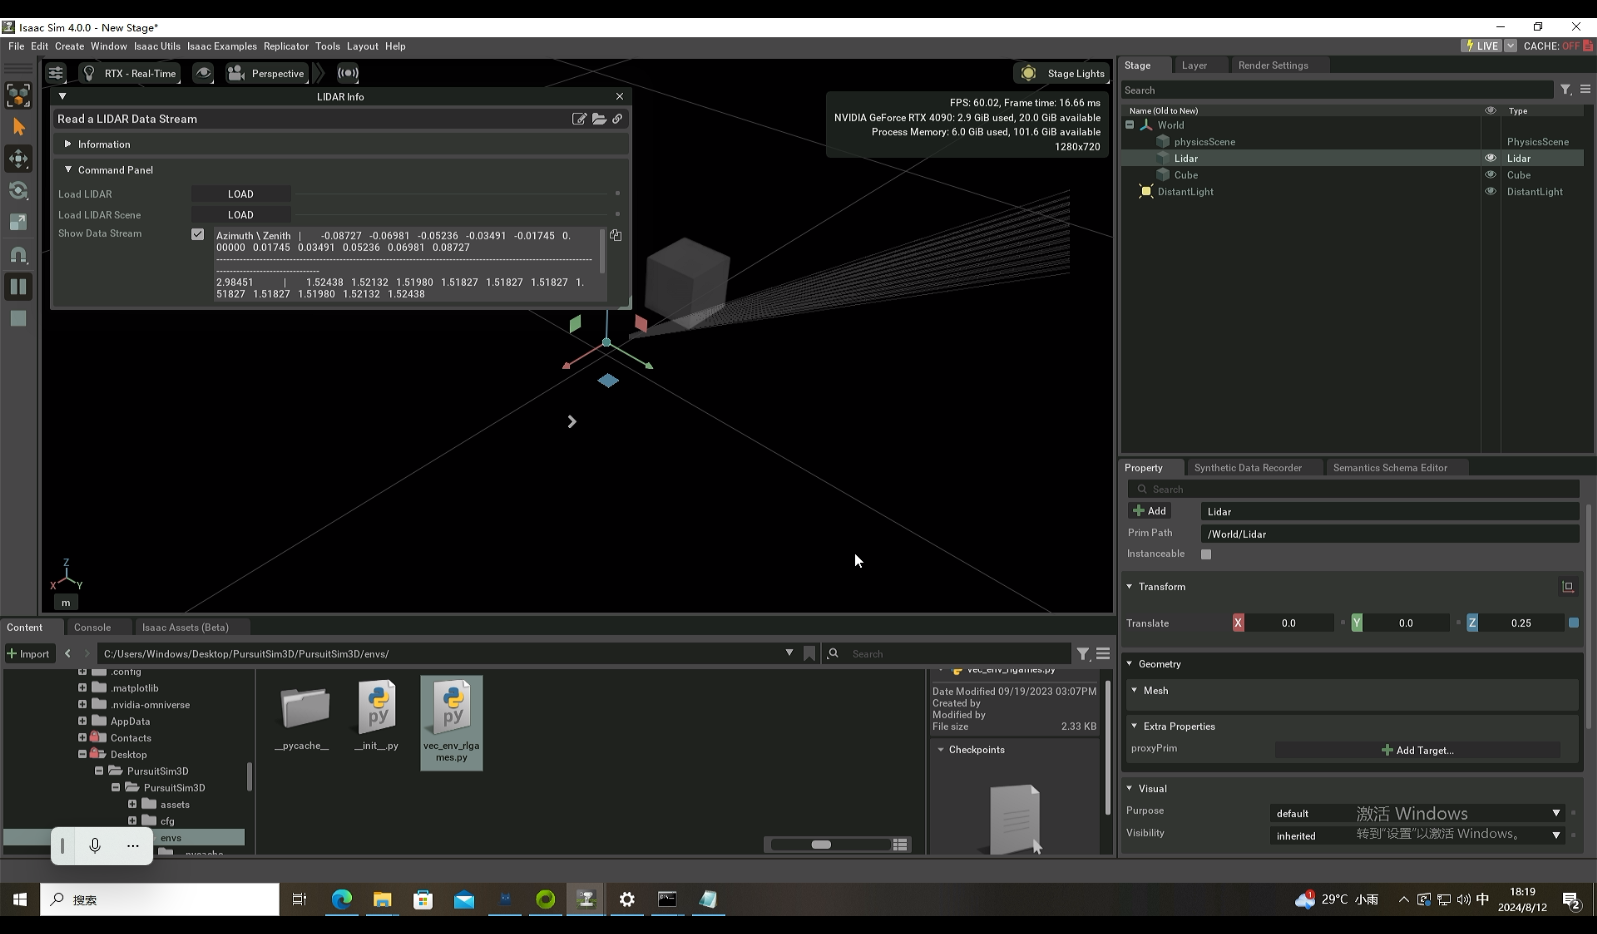 Isaac Sim 4.0.0 - New Stage*
File Edit Create Window Isaac Utils Isaac Examples Replicator Tools Layout Help
LIVE CACHE: OFF
RTX - Real-Time
Perspective
Stage Lights
LIDAR Info
Read a LIDAR Data Stream
Information
Command Panel
Load LIDAR LOAD
Load LIDAR Scene LOAD
Show Data Stream
Azimuth \ Zenith | -0.08727 -0.06981 -0.05236 -0.03491 -0.01745 0.
00000 0.01745 0.03491 0.05236 0.06981 0.08727
2.98451 | 1.52438 1.52132 1.51980 1.51827 1.51827 1.51827 1.
51827 1.51827 1.51980 1.52132 1.52438
FPS: 60.02, Frame time: 16.66 ms
NVIDIA GeForce RTX 4090: 2.9 GiB used, 20.0 GiB available
Process Memory: 6.0 GiB used, 101.6 GiB available
1280x720
Z
X
Y
m
Stage Layer Render Settings
Search
Name (Old to New) Type
World
physicsScene PhysicsScene
Lidar Lidar
Cube Cube
DistantLight DistantLight
Property Synthetic Data Recorder Semantics Schema Editor
Search
Add Lidar
Prim Path /World/Lidar
Instanceable
Transform
Translate X 0.0 Y 0.0 Z 0.25
Geometry
Mesh
Extra Properties
proxyPrim Add Target...
Visual
Purpose default
Visibility inherited
激活 Windows
转到"设置"以激活 Windows。
Content Console Isaac Assets (Beta)
Import C:/Users/Windows/Desktop/PursuitSim3D/PursuitSim3D/envs/ Search
.config
.matplotlib
.nvidia-omniverse
AppData
Contacts
Desktop
PursuitSim3D
PursuitSim3D
assets
cfg
envs
__pycache__
__pycache__
py
__init__.py
py
vec_env_rlga
mes.py
vec_env_rlgames.py
Date Modified 09/19/2023 03:07PM
Created by
Modified by
File size 2.33 KB
Checkpoints
搜索
1
29°C 小雨
中
18:19
2024/8/12
2